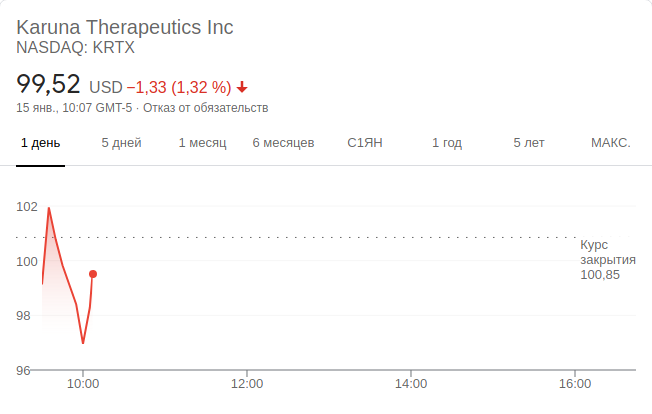 Karuna Therapeutics Inc
NASDAQ: KRTX
99,52 USD −1,33 (1,32 %)
15 янв., 10:07 GMT-5 · Отказ от обязательств
1 день 5 дней 1 месяц 6 месяцев С1ЯН 1 год 5 лет МАКС.
102
Курс
закрытия
100,85
100
98
96
10:00 12:00 14:00 16:00